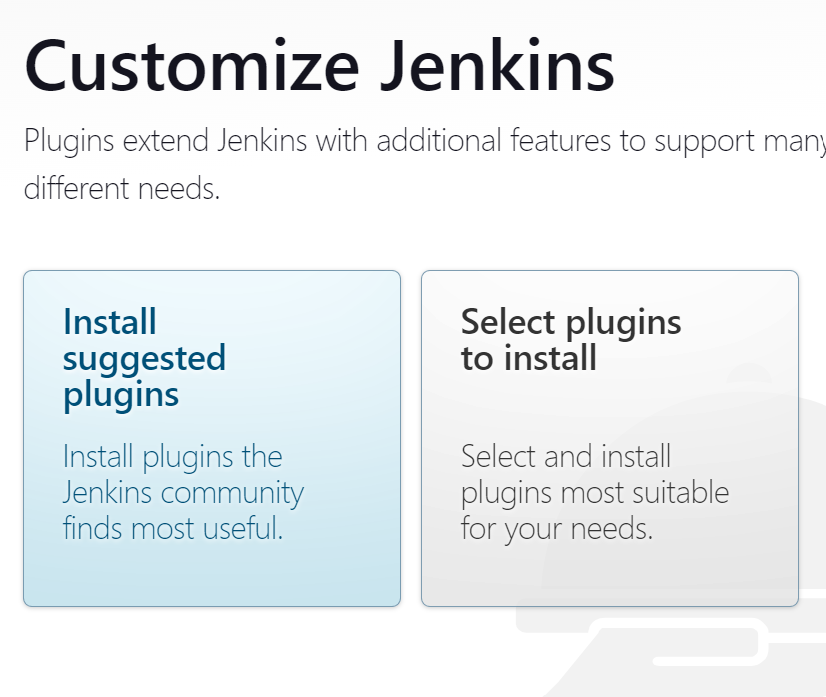 Customize Jenkins
Plugins extend Jenkins with additional features to support many
different needs.
Install
suggested
plugins
Install plugins the
Jenkins community
finds most useful.
Select plugins
to install
Select and install
plugins most suitable
for your needs.